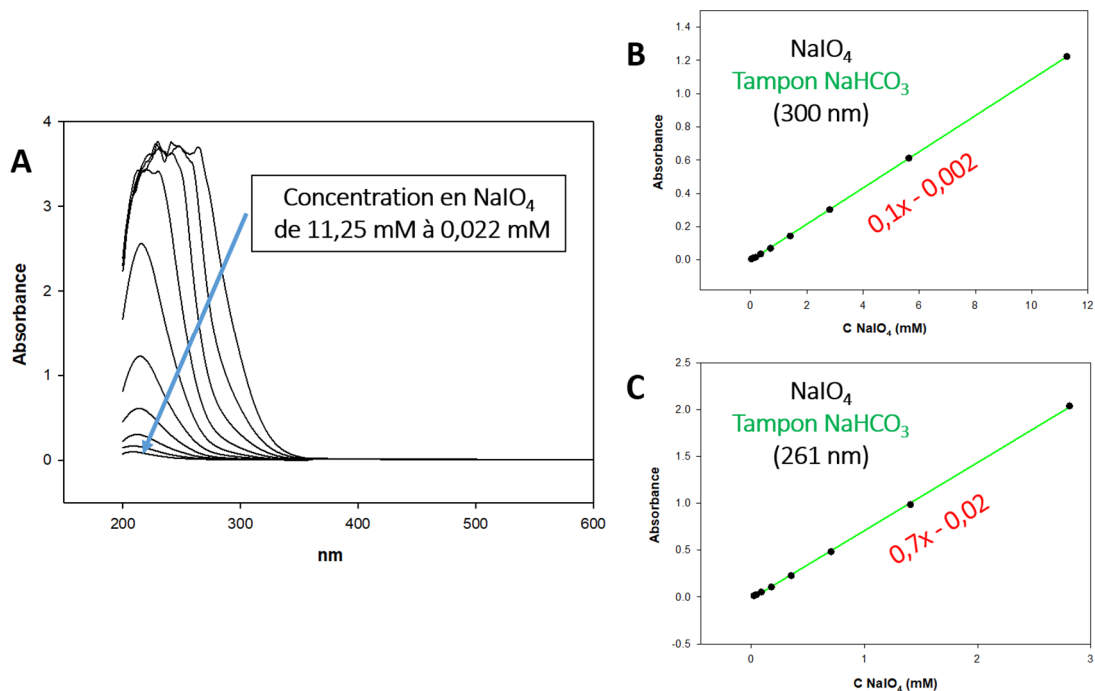 A
Absorbance
4
3
2
1
0
Concentration en NaIO4
de 11,25 mM à 0,022 mM
200
300
400
500
600
nm
B
Absorbance
1.4
1.2
1.0
0.8
0.6
0.4
0.2
0.0
NaIO4
Tampon NaHCO3
(300 nm)
0,1x - 0,002
0
2
4
6
8
10
12
C NaIO4 (mM)
C
Absorbance
2.5
2.0
1.5
1.0
0.5
0.0
-0.5
NaIO4
Tampon NaHCO3
(261 nm)
0,7x - 0,02
0
1
2
3
C NaIO4 (mM)